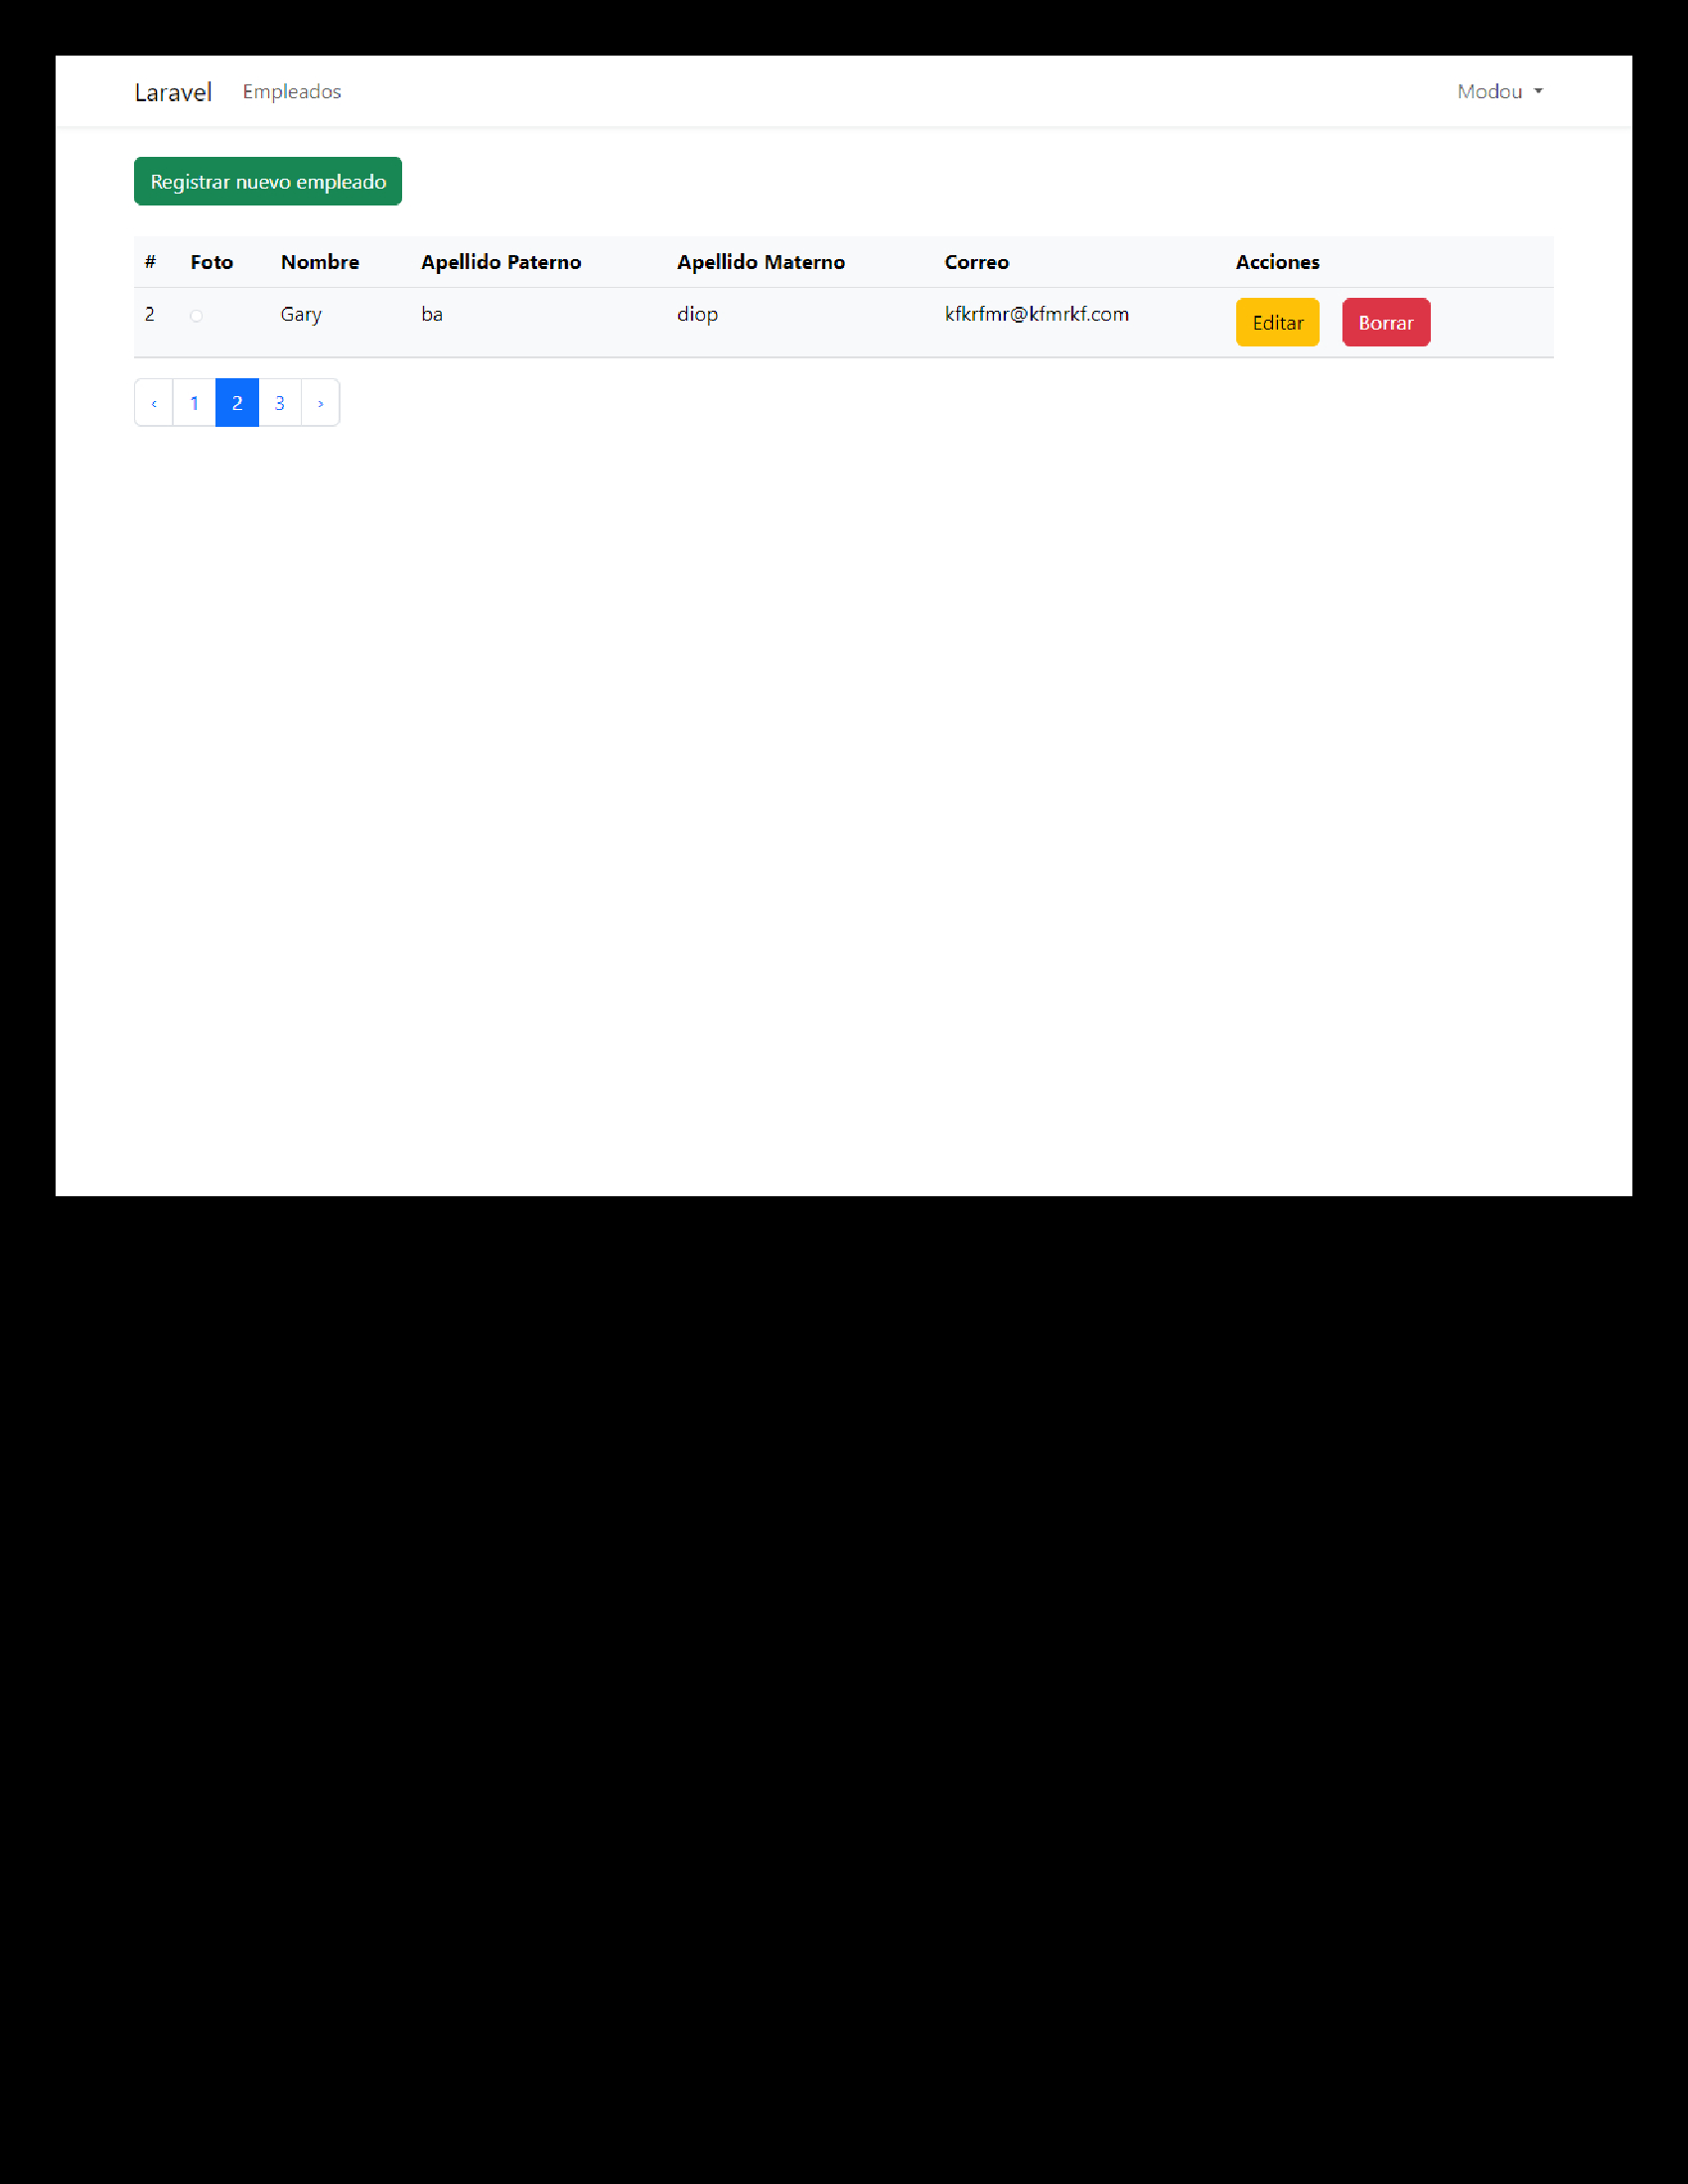 Laravel Empleados Modou
Registrar nuevo empleado
# Foto Nombre Apellido Paterno Apellido Materno Correo Acciones
2 Gary ba diop kfkrfmr@kfmrkf.com Editar Borrar
‹ 1 2 3 ›